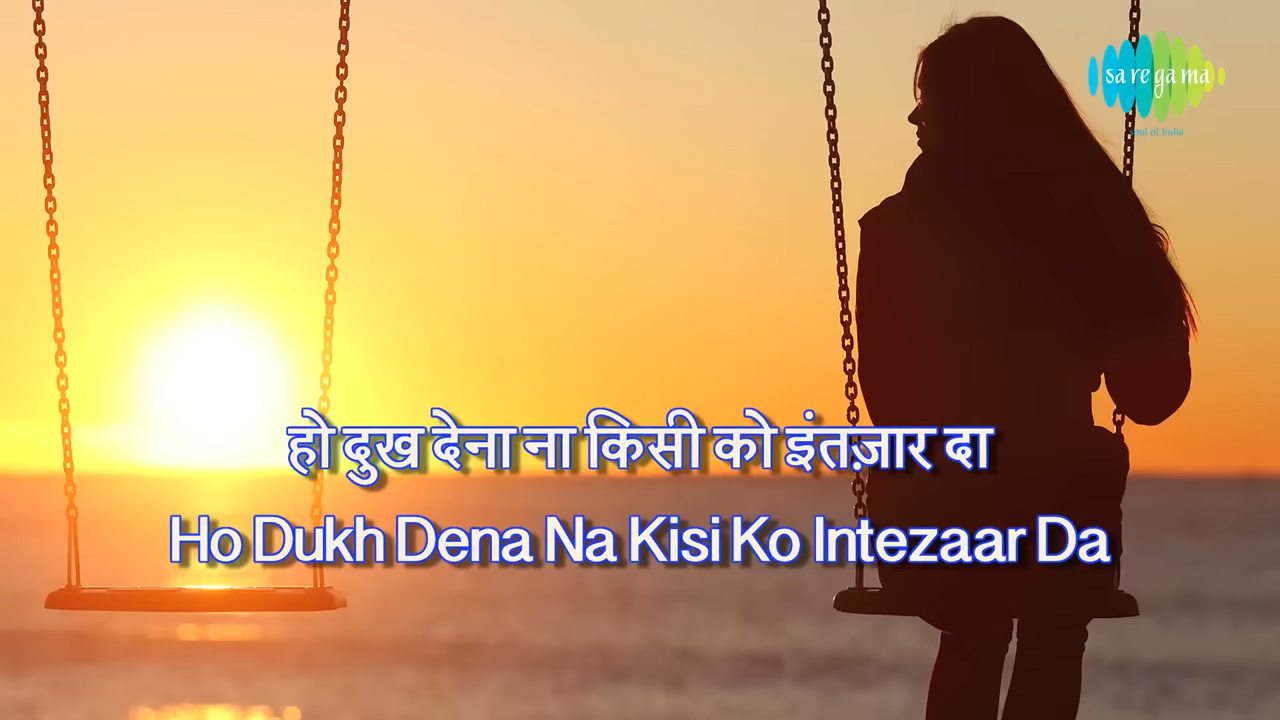 sa re ga ma
Soul of India
हो दुख देना ना किसी को इंतज़ार दा
Ho Dukh Dena Na Kisi Ko Intezaar Da